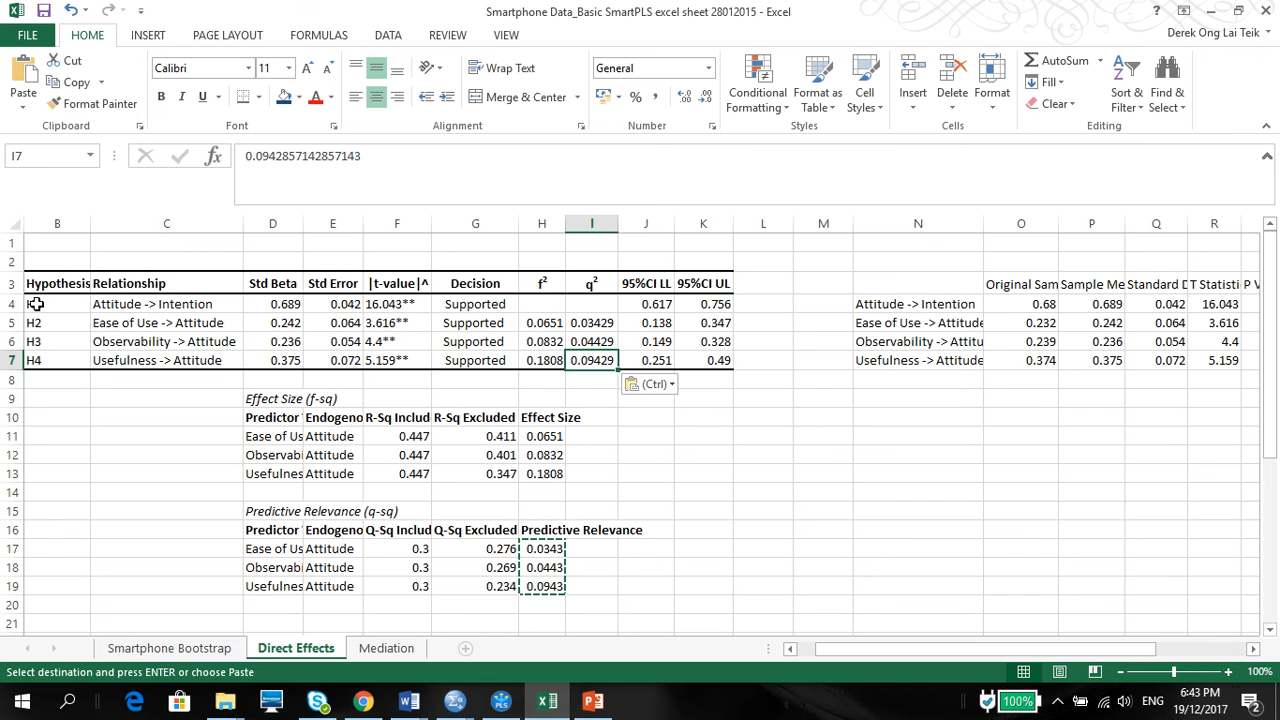 Smartphone Data_Basic SmartPLS excel sheet 28012015 - Excel
Derek Ong Lai Teik
FILE HOME INSERT PAGE LAYOUT FORMULAS DATA REVIEW VIEW
Cut
Copy
Format Painter
Paste
Clipboard
Calibri 11
B I U
Font
Wrap Text
Merge & Center
Alignment
General
Number
Conditional Formatting
Format as Table
Cell Styles
Styles
Insert Delete Format
Cells
AutoSum
Fill
Clear
Sort & Filter
Find & Select
Editing
I7 fx 0.0942857142857143
B C D E F G H I J K L M N O P Q R
1
2
3 Hypothesis Relationship Std Beta Std Error |t-value|^ Decision f² q² 95%CI LL 95%CI UL Original Sam Sample Me Standard D T Statisti P V
4 Attitude -> Intention 0.689 0.042 16.043** Supported 0.617 0.756 Attitude -> Intention 0.68 0.689 0.042 16.043
5 H2 Ease of Use -> Attitude 0.242 0.064 3.616** Supported 0.0651 0.03429 0.138 0.347 Ease of Use -> Attitude 0.232 0.242 0.064 3.616
6 H3 Observability -> Attitude 0.236 0.054 4.4** Supported 0.0832 0.04429 0.149 0.328 Observability -> Attitude 0.239 0.236 0.054 4.4
7 H4 Usefulness -> Attitude 0.375 0.072 5.159** Supported 0.1808 0.09429 0.251 0.49 Usefulness -> Attitude 0.374 0.375 0.072 5.159
8 (Ctrl)
9 Effect Size (f-sq)
10 Predictor Endogeno R-Sq Includ R-Sq Excluded Effect Size
11 Ease of Us Attitude 0.447 0.411 0.0651
12 Observabi Attitude 0.447 0.401 0.0832
13 Usefulnes Attitude 0.447 0.347 0.1808
14
15 Predictive Relevance (q-sq)
16 Predictor Endogeno Q-Sq Includ Q-Sq Excluded Predictive Relevance
17 Ease of Us Attitude 0.3 0.276 0.0343
18 Observabi Attitude 0.3 0.269 0.0443
19 Usefulnes Attitude 0.3 0.234 0.0943
20
21
Smartphone Bootstrap Direct Effects Mediation
Select destination and press ENTER or choose Paste
100%
100% ENG 6:43 PM
19/12/2017
2